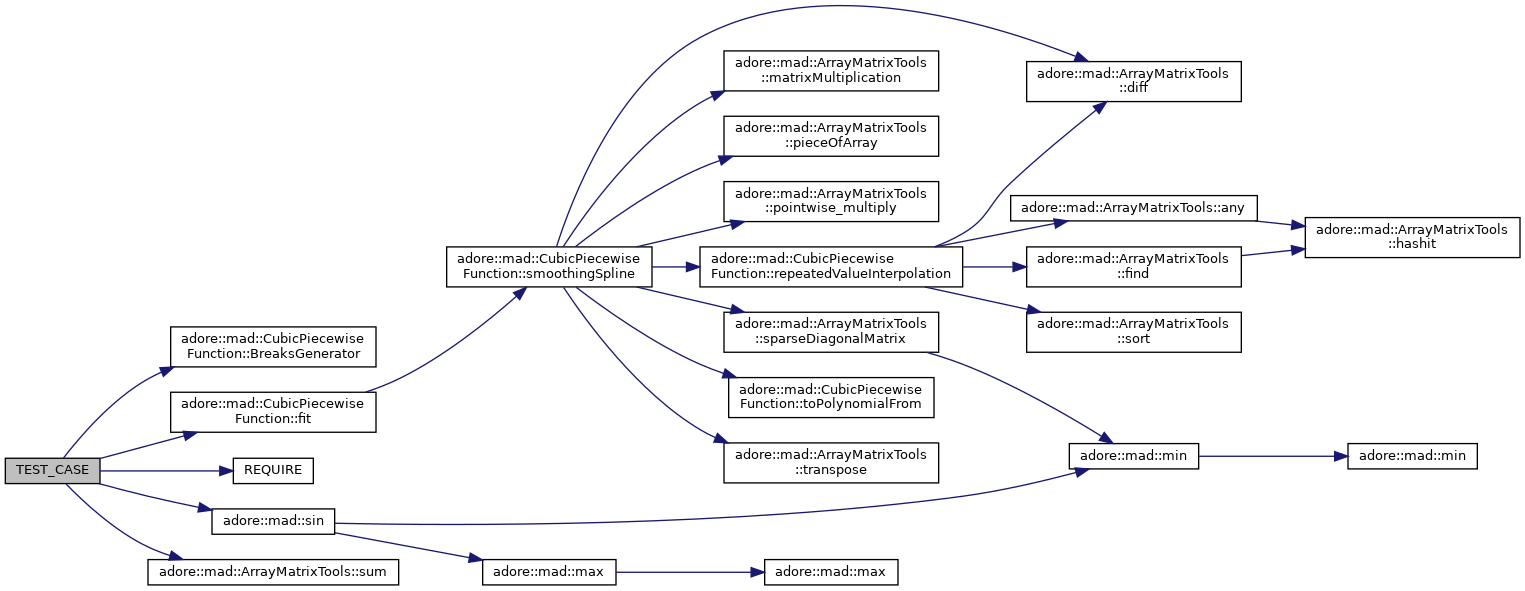 TEST_CASE
adore::mad::CubicPiecewise
Function::BreaksGenerator
adore::mad::CubicPiecewise
Function::fit
REQUIRE
adore::mad::sin
adore::mad::ArrayMatrixTools::sum
adore::mad::CubicPiecewise
Function::smoothingSpline
adore::mad::max
adore::mad::ArrayMatrixTools
::matrixMultiplication
adore::mad::ArrayMatrixTools
::pieceOfArray
adore::mad::ArrayMatrixTools
::pointwise_multiply
adore::mad::CubicPiecewise
Function::repeatedValueInterpolation
adore::mad::ArrayMatrixTools
::sparseDiagonalMatrix
adore::mad::CubicPiecewise
Function::toPolynomialFrom
adore::mad::ArrayMatrixTools
::transpose
adore::mad::max
adore::mad::ArrayMatrixTools
::diff
adore::mad::ArrayMatrixTools::any
adore::mad::ArrayMatrixTools
::find
adore::mad::ArrayMatrixTools
::sort
adore::mad::min
adore::mad::ArrayMatrixTools
::hashit
adore::mad::min